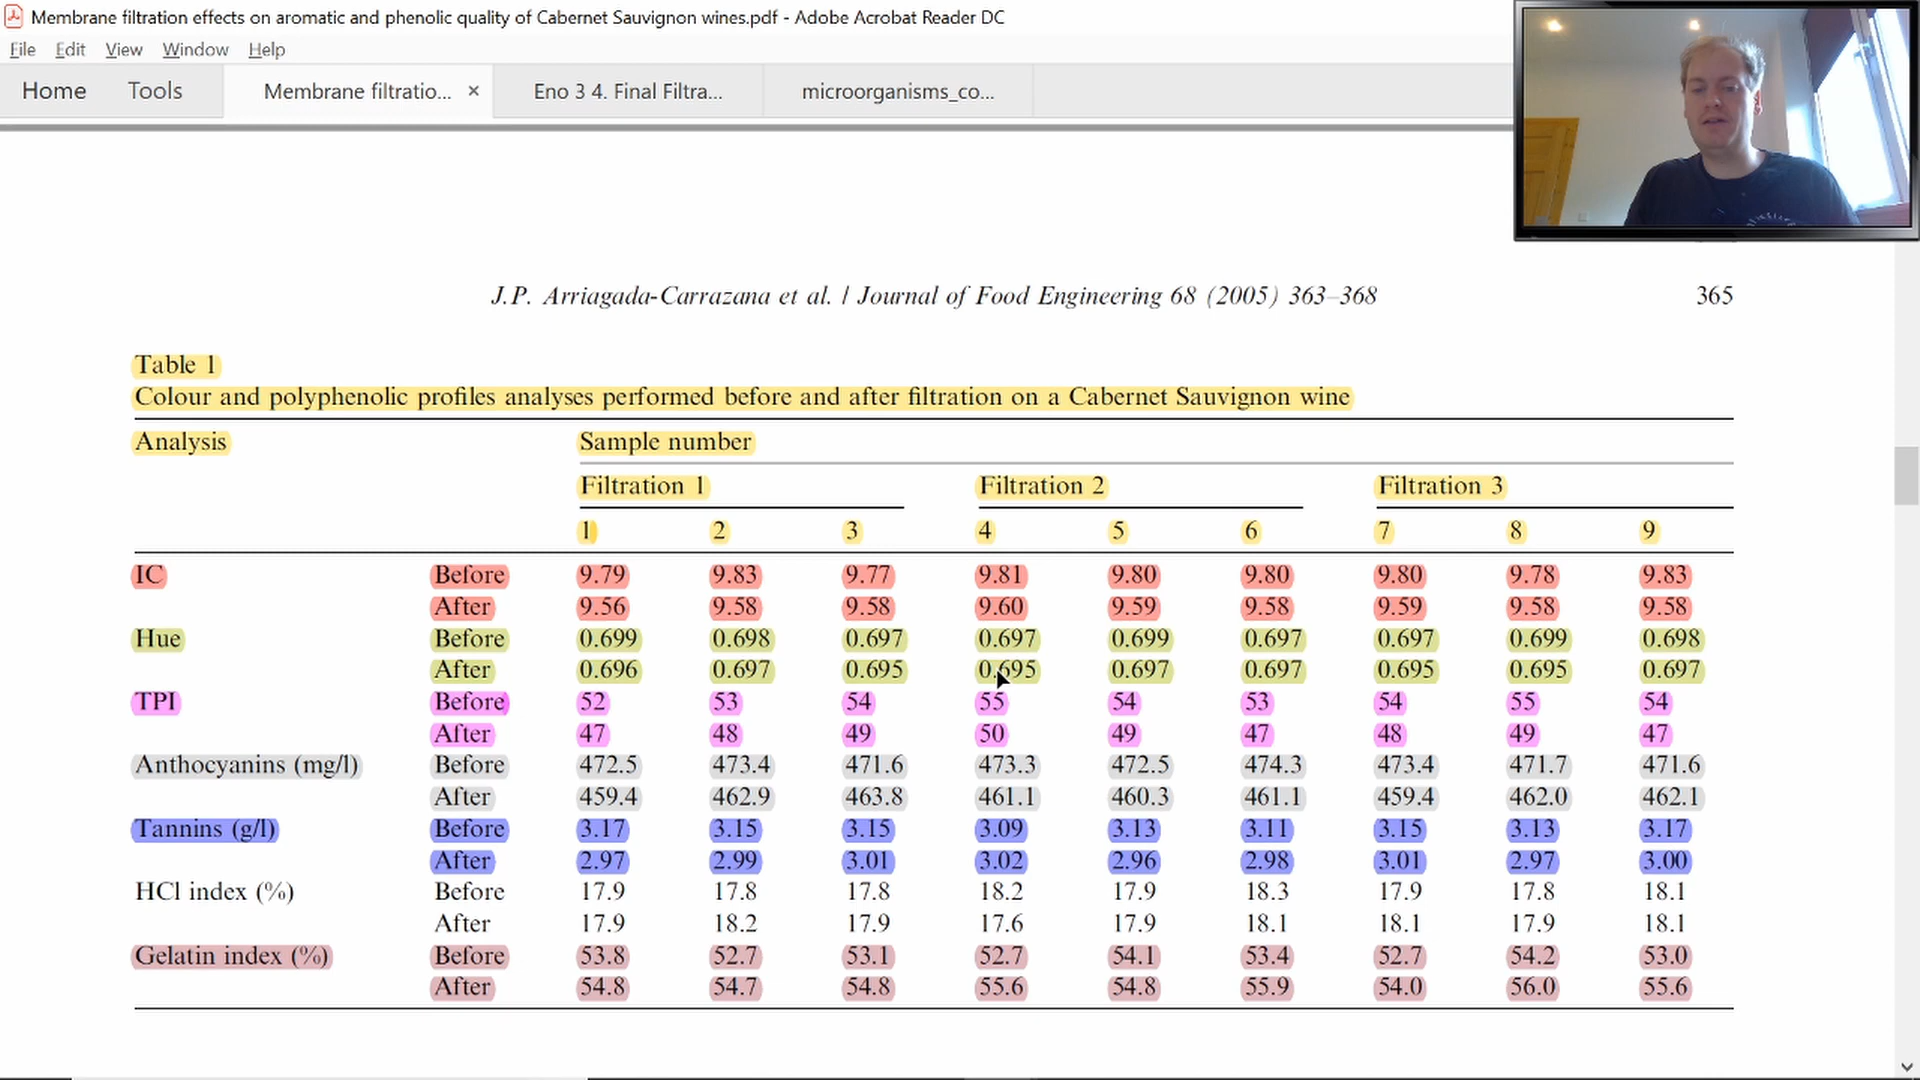 Membrane filtration effects on aromatic and phenolic quality of Cabernet Sauvignon wines.pdf - Adobe Acrobat Reader DC
File Edit View Window Help
Home Tools Membrane filtratio... × Eno 3 4. Final Filtra... microorganisms_co...
J.P. Arriagada-Carrazana et al. / Journal of Food Engineering 68 (2005) 363–368 365
Table 1
Colour and polyphenolic profiles analyses performed before and after filtration on a Cabernet Sauvignon wine
Analysis Sample number
Filtration 1 Filtration 2 Filtration 3
1 2 3 4 5 6 7 8 9
IC Before 9.79 9.83 9.77 9.81 9.80 9.80 9.80 9.78 9.83
After 9.56 9.58 9.58 9.60 9.59 9.58 9.59 9.58 9.58
Hue Before 0.699 0.698 0.697 0.697 0.699 0.697 0.697 0.699 0.698
After 0.696 0.697 0.695 0.695 0.697 0.697 0.695 0.695 0.697
TPI Before 52 53 54 55 54 53 54 55 54
After 47 48 49 50 49 47 48 49 47
Anthocyanins (mg/l) Before 472.5 473.4 471.6 473.3 472.5 474.3 473.4 471.7 471.6
After 459.4 462.9 463.8 461.1 460.3 461.1 459.4 462.0 462.1
Tannins (g/l) Before 3.17 3.15 3.15 3.09 3.13 3.11 3.15 3.13 3.17
After 2.97 2.99 3.01 3.02 2.96 2.98 3.01 2.97 3.00
HCl index (%) Before 17.9 17.8 17.8 18.2 17.9 18.3 17.9 17.8 18.1
After 17.9 18.2 17.9 17.6 17.9 18.1 18.1 17.9 18.1
Gelatin index (%) Before 53.8 52.7 53.1 52.7 54.1 53.4 52.7 54.2 53.0
After 54.8 54.7 54.8 55.6 54.8 55.9 54.0 56.0 55.6